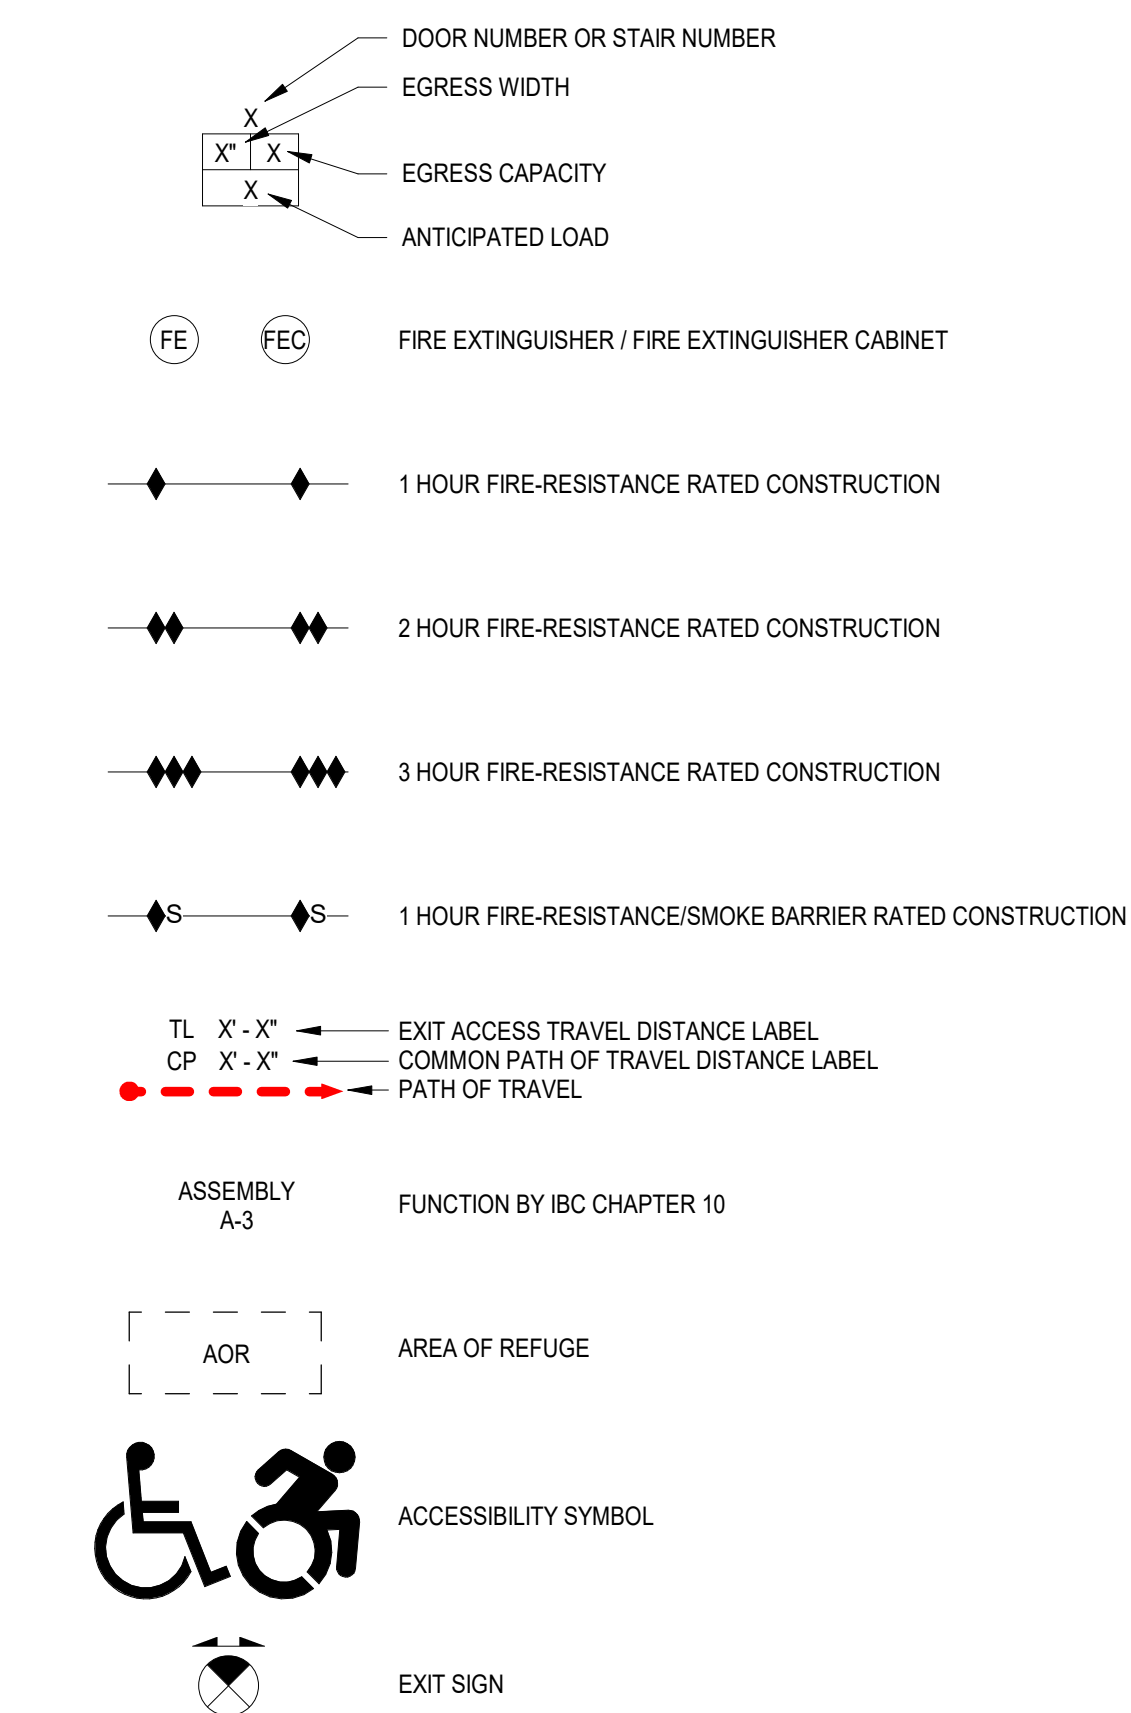 DOOR NUMBER OR STAIR NUMBER
EGRESS WIDTH
X
X" X
EGRESS CAPACITY
X
ANTICIPATED LOAD
FE FEC FIRE EXTINGUISHER / FIRE EXTINGUISHER CABINET
1 HOUR FIRE-RESISTANCE RATED CONSTRUCTION
2 HOUR FIRE-RESISTANCE RATED CONSTRUCTION
3 HOUR FIRE-RESISTANCE RATED CONSTRUCTION
S S 1 HOUR FIRE-RESISTANCE/SMOKE BARRIER RATED CONSTRUCTION
TL X' - X" EXIT ACCESS TRAVEL DISTANCE LABEL
CP X' - X" COMMON PATH OF TRAVEL DISTANCE LABEL
PATH OF TRAVEL
ASSEMBLY
A-3
FUNCTION BY IBC CHAPTER 10
AOR AREA OF REFUGE
ACCESSIBILITY SYMBOL
EXIT SIGN